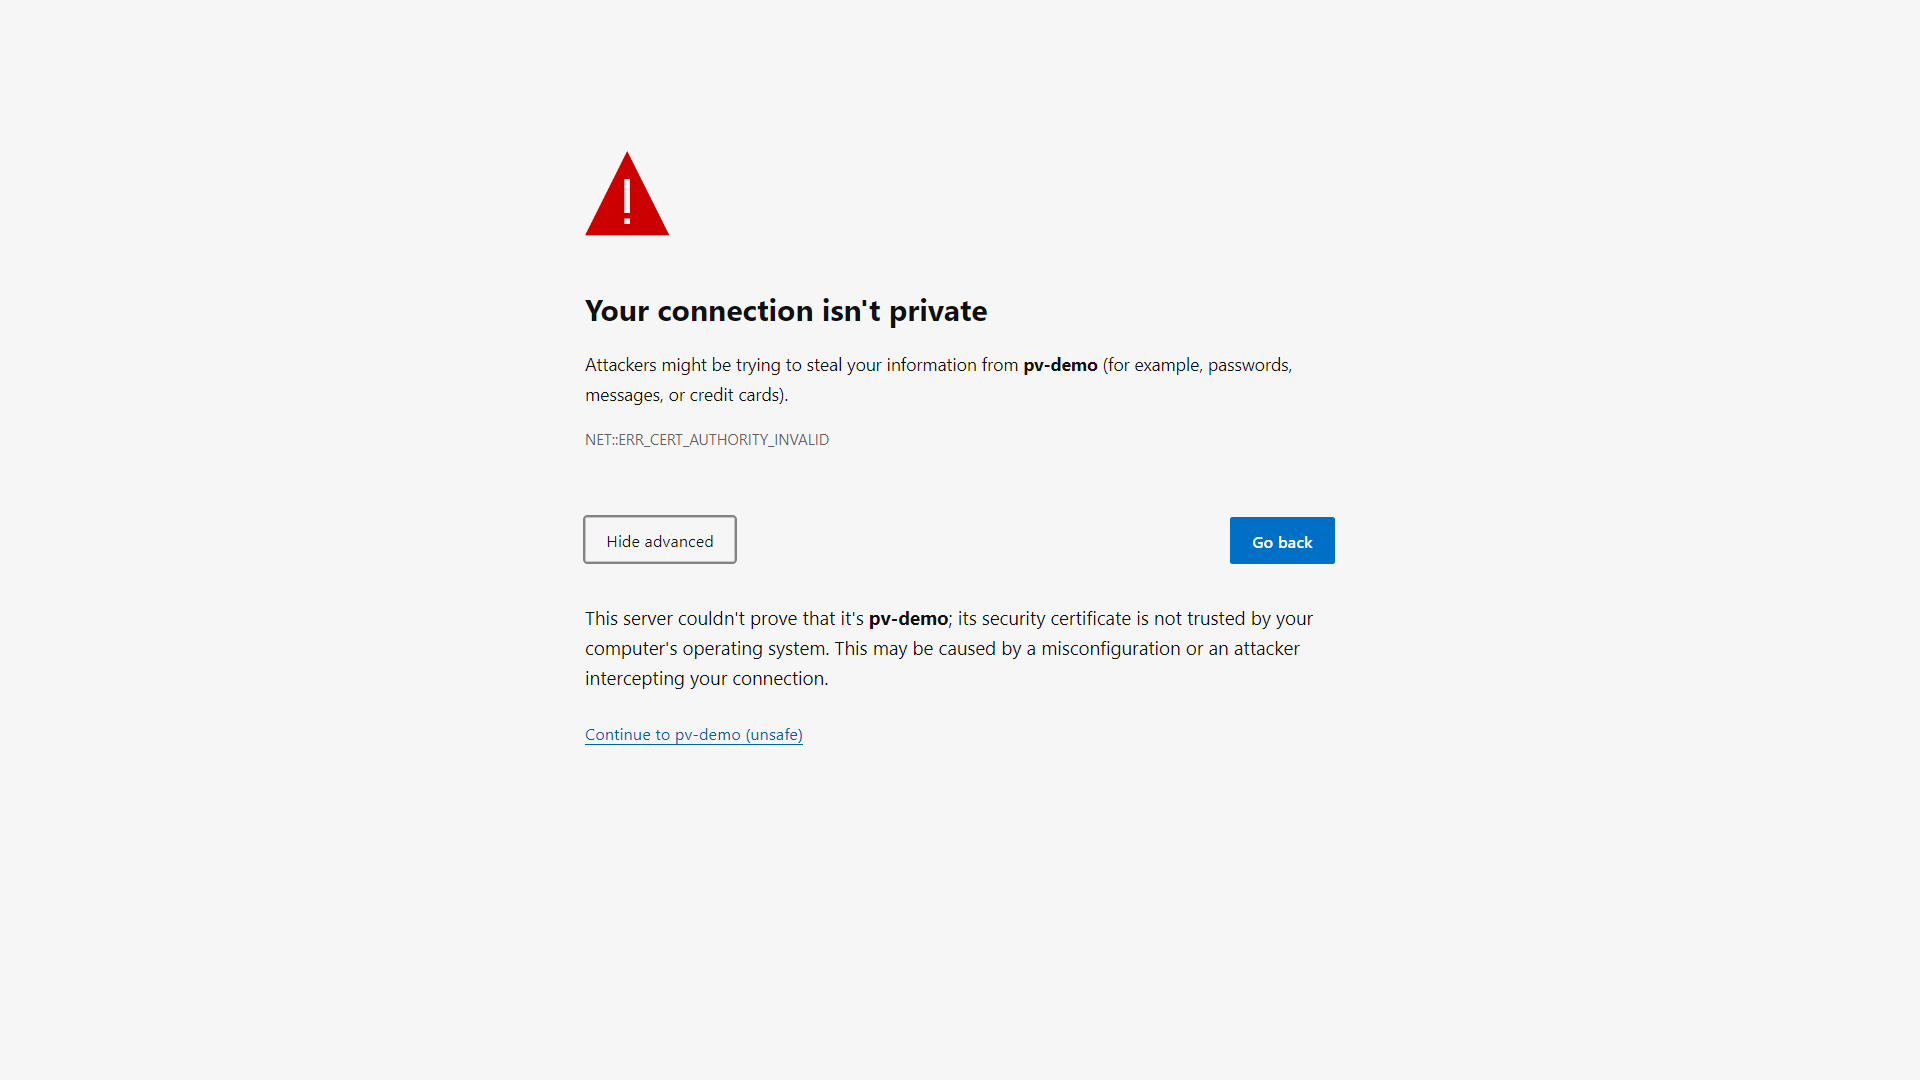 Your connection isn't private
Attackers might be trying to steal your information from pv-demo (for example, passwords,
messages, or credit cards).
NET::ERR_CERT_AUTHORITY_INVALID
Hide advanced
Go back
This server couldn't prove that it's pv-demo; its security certificate is not trusted by your
computer's operating system. This may be caused by a misconfiguration or an attacker
intercepting your connection.
Continue to pv-demo (unsafe)